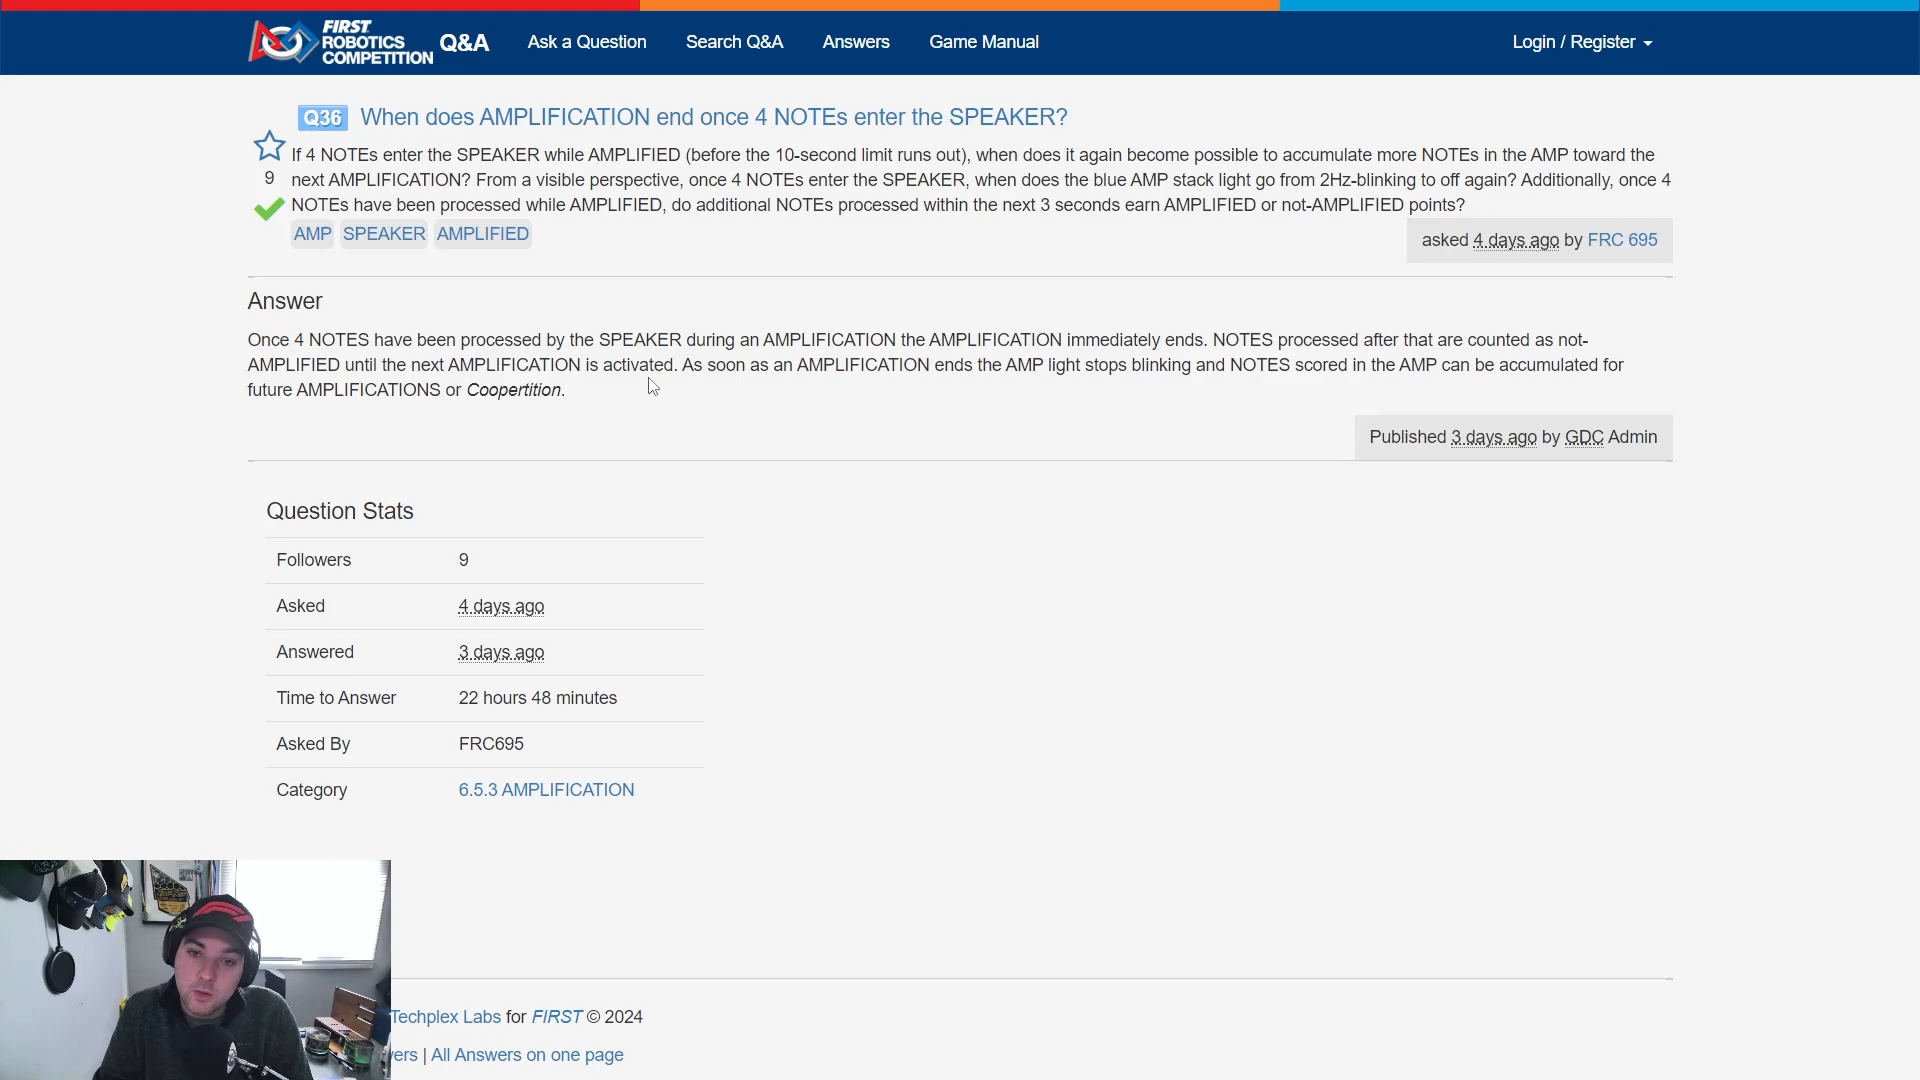 FIRST
ROBOTICS
COMPETITION
Q&A
Ask a Question
Search Q&A
Answers
Game Manual
Login / Register
Q36 When does AMPLIFICATION end once 4 NOTEs enter the SPEAKER?
9
If 4 NOTEs enter the SPEAKER while AMPLIFIED (before the 10-second limit runs out), when does it again become possible to accumulate more NOTEs in the AMP toward the
next AMPLIFICATION? From a visible perspective, once 4 NOTEs enter the SPEAKER, when does the blue AMP stack light go from 2Hz-blinking to off again? Additionally, once 4
NOTEs have been processed while AMPLIFIED, do additional NOTEs processed within the next 3 seconds earn AMPLIFIED or not-AMPLIFIED points?
AMP SPEAKER AMPLIFIED
asked 4 days ago by FRC 695
Answer
Once 4 NOTES have been processed by the SPEAKER during an AMPLIFICATION the AMPLIFICATION immediately ends. NOTES processed after that are counted as not-
AMPLIFIED until the next AMPLIFICATION is activated. As soon as an AMPLIFICATION ends the AMP light stops blinking and NOTES scored in the AMP can be accumulated for
future AMPLIFICATIONS or Coopertition.
Published 3 days ago by GDC Admin
Question Stats
Followers 9
Asked 4 days ago
Answered 3 days ago
Time to Answer 22 hours 48 minutes
Asked By FRC695
Category 6.5.3 AMPLIFICATION
Techplex Labs for FIRST © 2024
vers | All Answers on one page